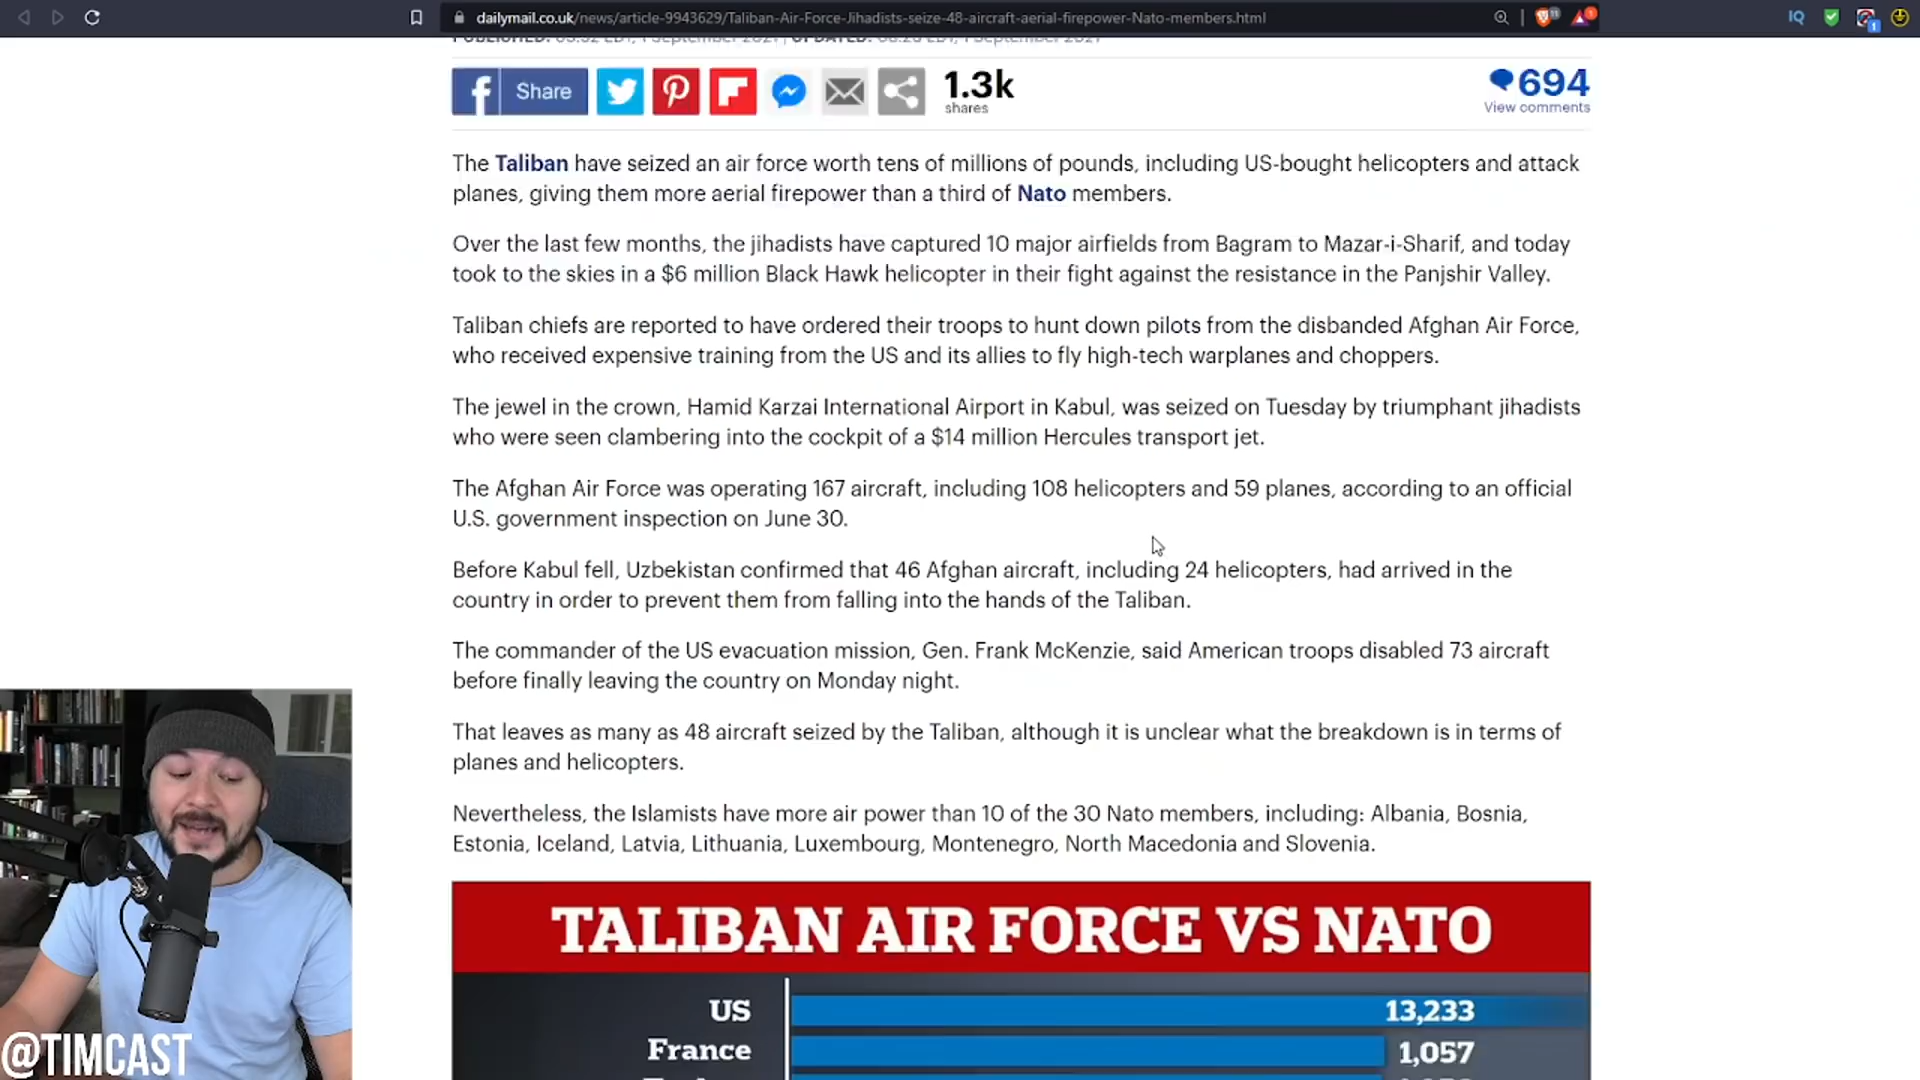 dailymail.co.uk/news/article-9943629/Taliban-Air-Force-Jihadists-seize-48-aircraft-aerial-firepower-Nato-members.html
IQ
Share
1.3k
shares
694
View comments
The Taliban have seized an air force worth tens of millions of pounds, including US-bought helicopters and attack
planes, giving them more aerial firepower than a third of Nato members.
Over the last few months, the jihadists have captured 10 major airfields from Bagram to Mazar-i-Sharif, and today
took to the skies in a $6 million Black Hawk helicopter in their fight against the resistance in the Panjshir Valley.
Taliban chiefs are reported to have ordered their troops to hunt down pilots from the disbanded Afghan Air Force,
who received expensive training from the US and its allies to fly high-tech warplanes and choppers.
The jewel in the crown, Hamid Karzai International Airport in Kabul, was seized on Tuesday by triumphant jihadists
who were seen clambering into the cockpit of a $14 million Hercules transport jet.
The Afghan Air Force was operating 167 aircraft, including 108 helicopters and 59 planes, according to an official
U.S. government inspection on June 30.
Before Kabul fell, Uzbekistan confirmed that 46 Afghan aircraft, including 24 helicopters, had arrived in the
country in order to prevent them from falling into the hands of the Taliban.
The commander of the US evacuation mission, Gen. Frank McKenzie, said American troops disabled 73 aircraft
before finally leaving the country on Monday night.
That leaves as many as 48 aircraft seized by the Taliban, although it is unclear what the breakdown is in terms of
planes and helicopters.
Nevertheless, the Islamists have more air power than 10 of the 30 Nato members, including: Albania, Bosnia,
Estonia, Iceland, Latvia, Lithuania, Luxembourg, Montenegro, North Macedonia and Slovenia.
TALIBAN AIR FORCE VS NATO
US 13,233
France 1,057
@TIMCAST